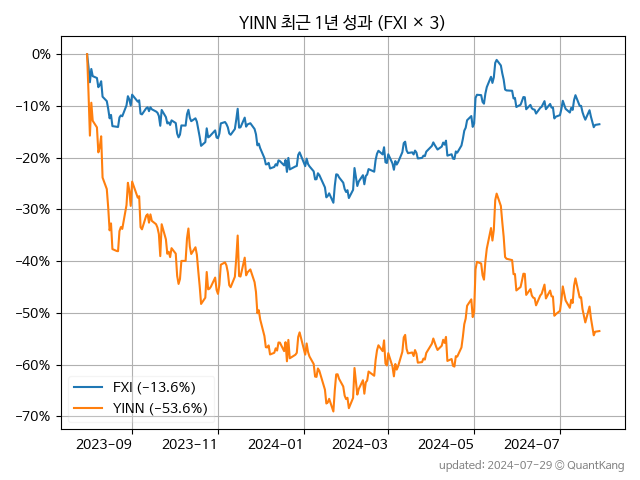 YINN 최근 1년 성과 (FXI × 3)
0%
−10%
−20%
−30%
−40%
−50%
−60%
−70%
FXI (−13.6%)
YINN (−53.6%)
2023-09 2023-11 2024-01 2024-03 2024-05 2024-07
updated: 2024-07-29 © QuantKang